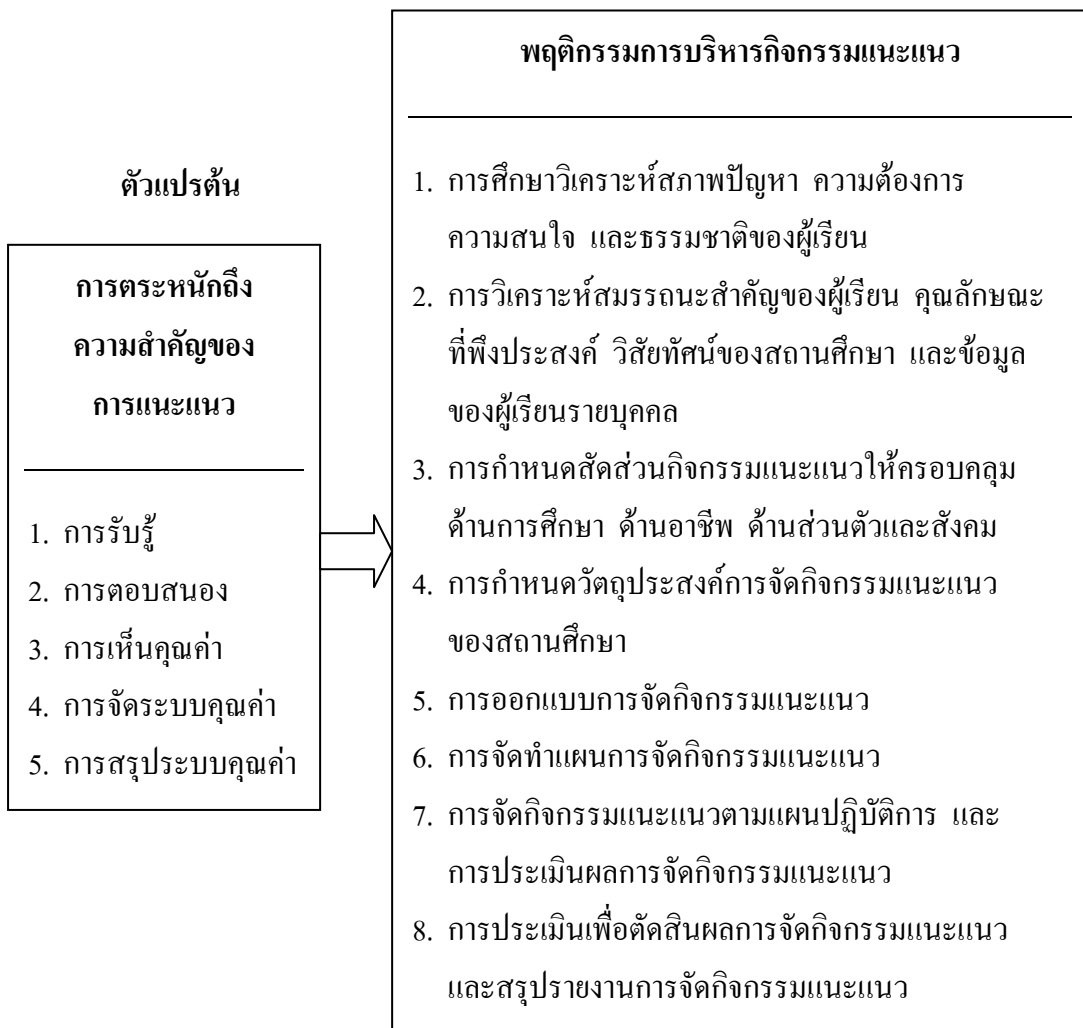 ตัวแปรต้น
การตระหนักถึง
ความสำคัญของ
การแนะแนว
1. การรับรู้
2. การตอบสนอง
3. การเห็นคุณค่า
4. การจัดระบบคุณค่า
5. การสรุประบบคุณค่า
พฤติกรรมการบริหารกิจกรรมแนะแนว
1. การศึกษาวิเคราะห์สภาพปัญหา ความต้องการ
ความสนใจ และธรรมชาติของผู้เรียน
2. การวิเคราะห์สมรรถนะสำคัญของผู้เรียน คุณลักษณะ
ที่พึงประสงค์ วิสัยทัศน์ของสถานศึกษา และข้อมูล
ของผู้เรียนรายบุคคล
3. การกำหนดสัดส่วนกิจกรรมแนะแนวให้ครอบคลุม
ด้านการศึกษา ด้านอาชีพ ด้านส่วนตัวและสังคม
4. การกำหนดวัตถุประสงค์การจัดกิจกรรมแนะแนว
ของสถานศึกษา
5. การออกแบบการจัดกิจกรรมแนะแนว
6. การจัดทำแผนการจัดกิจกรรมแนะแนว
7. การจัดกิจกรรมแนะแนวตามแผนปฏิบัติการ และ
การประเมินผลการจัดกิจกรรมแนะแนว
8. การประเมินเพื่อตัดสินผลการจัดกิจกรรมแนะแนว
และสรุปรายงานการจัดกิจกรรมแนะแนว